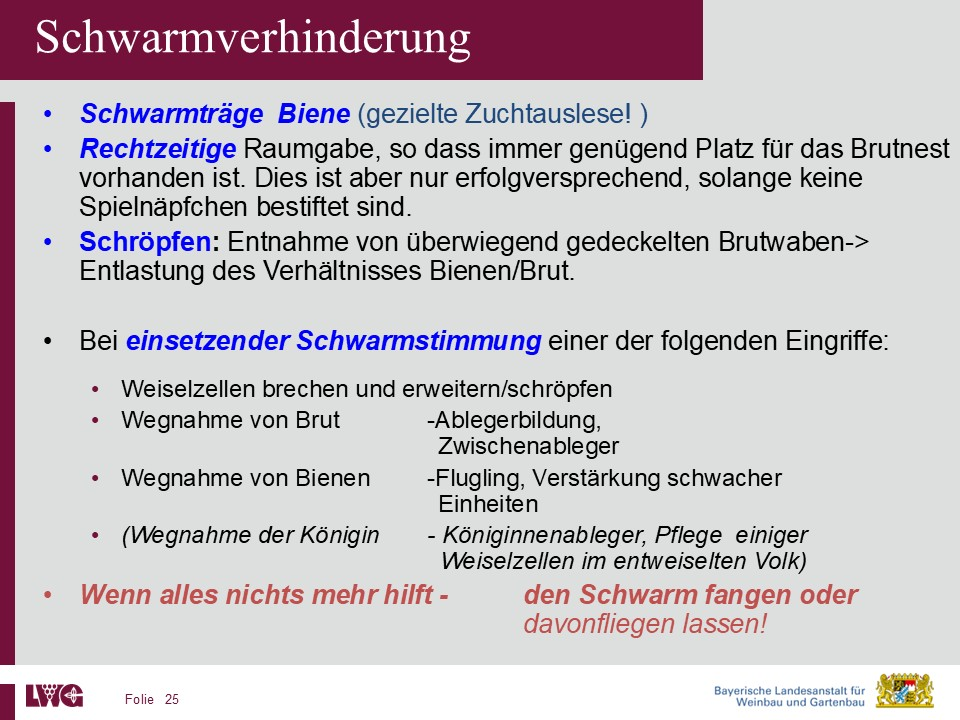 Schwarmverhinderung
• Schwarmträge Biene (gezielte Zuchtauslese! )
• Rechtzeitige Raumgabe, so dass immer genügend Platz für das Brutnest
vorhanden ist. Dies ist aber nur erfolgversprechend, solange keine
Spielnäpfchen bestiftet sind.
• Schröpfen: Entnahme von überwiegend gedeckelten Brutwaben->
Entlastung des Verhältnisses Bienen/Brut.
• Bei einsetzender Schwarmstimmung einer der folgenden Eingriffe:
• Weiselzellen brechen und erweitern/schröpfen
• Wegnahme von Brut -Ablegerbildung,
Zwischenableger
• Wegnahme von Bienen -Flugling, Verstärkung schwacher
Einheiten
• (Wegnahme der Königin - Königinnenableger, Pflege einiger
Weiselzellen im entweiselten Volk)
• Wenn alles nichts mehr hilft - den Schwarm fangen oder
davonfliegen lassen!
LWG Folie 25 Bayerische Landesanstalt für
Weinbau und Gartenbau